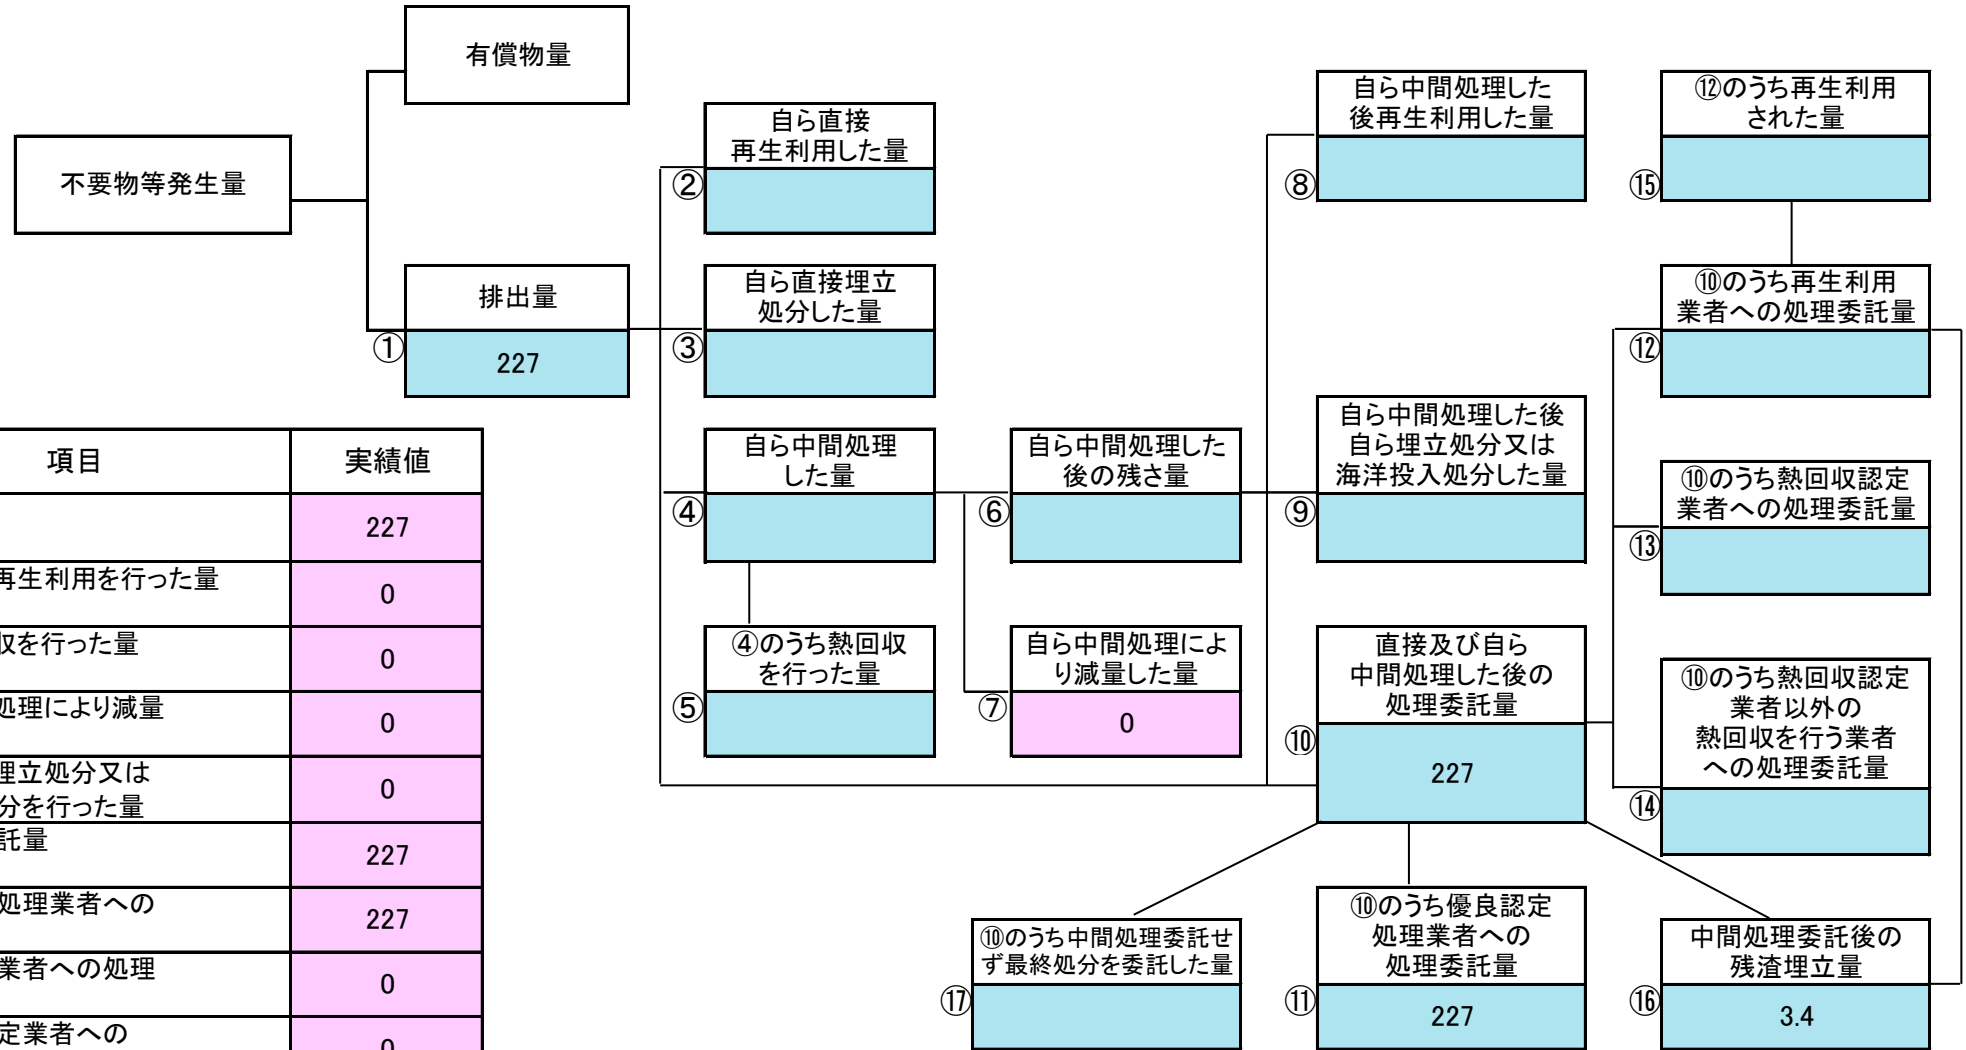 有償物量
不要物等発生量
排出量
①
227
自ら直接
再生利用した量
②
自ら直接埋立
処分した量
③
自ら中間処理
した量
④
④のうち熱回収
を行った量
⑤
自ら中間処理した
後の残さ量
⑥
自ら中間処理によ
り減量した量
⑦
0
自ら中間処理した
後再生利用した量
⑧
自ら中間処理した後
自ら埋立処分又は
海洋投入処分した量
⑨
直接及び自ら
中間処理した後の
処理委託量
⑩
227
⑫のうち再生利用
された量
⑮
⑩のうち再生利用
業者への処理委託量
⑫
⑩のうち熱回収認定
業者への処理委託量
⑬
⑩のうち熱回収認定
業者以外の
熱回収を行う業者
への処理委託量
⑭
⑩のうち中間処理委託せ
ず最終処分を委託した量
⑰
⑩のうち優良認定
処理業者への
処理委託量
⑪
227
中間処理委託後の
残渣埋立量
⑯
3.4
項目 実績値
227
再生利用を行った量
0
収を行った量
0
処理により減量
0
埋立処分又は
分を行った量
0
託量
227
処理業者への
227
業者への処理
0
定業者への
0